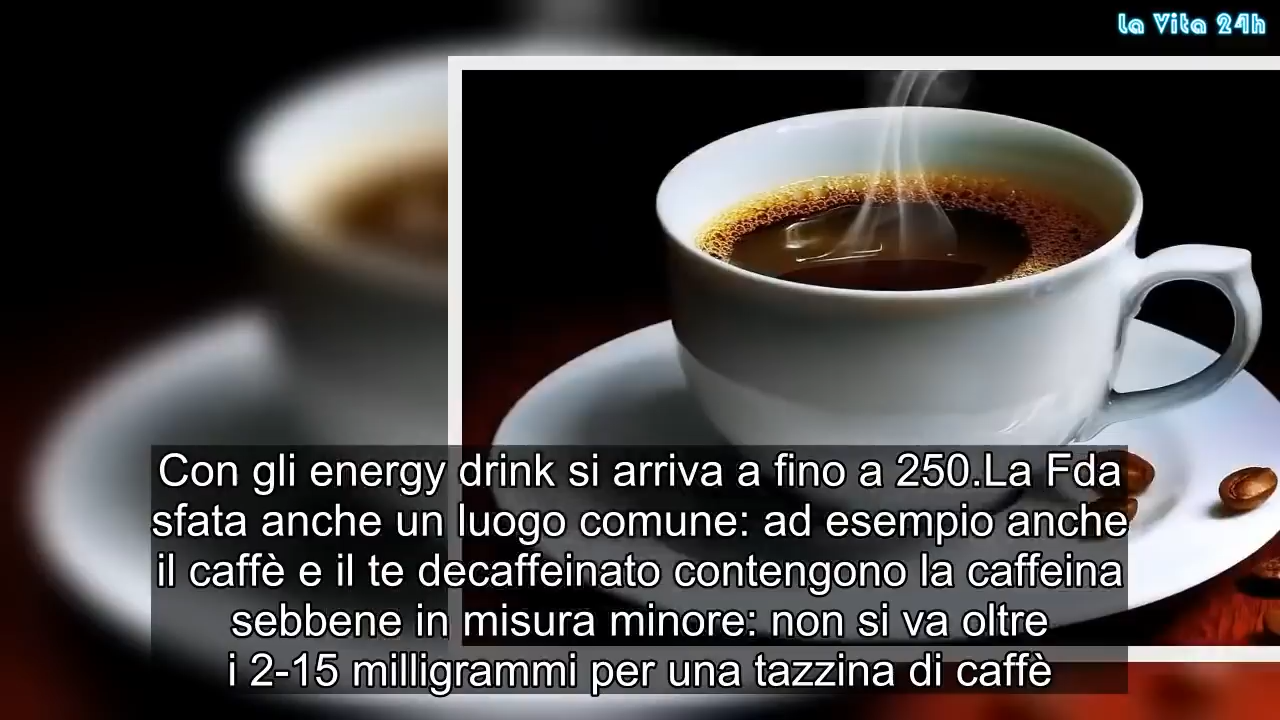 La Vita 24h
Con gli energy drink si arriva a fino a 250.La Fda
sfata anche un luogo comune: ad esempio anche
il caffè e il te decaffeinato contengono la caffeina
sebbene in misura minore: non si va oltre
i 2-15 milligrammi per una tazzina di caffè